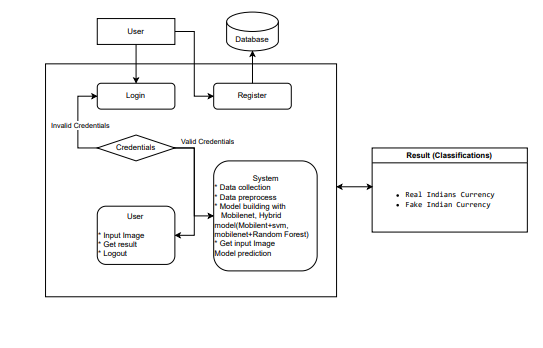 User
Database
Login
Register
Invalid Credentials
Credentials
Valid Credentials
System
* Data collection
* Data preprocess
* Model building with
Mobilenet, Hybrid
model(Mobilent+svm,
mobilenet+Random Forest)
* Get input Image
Model prediction
User
* Input Image
* Get result
* Logout
Result (Classifications)
• Real Indians Currency
• Fake Indian Currency